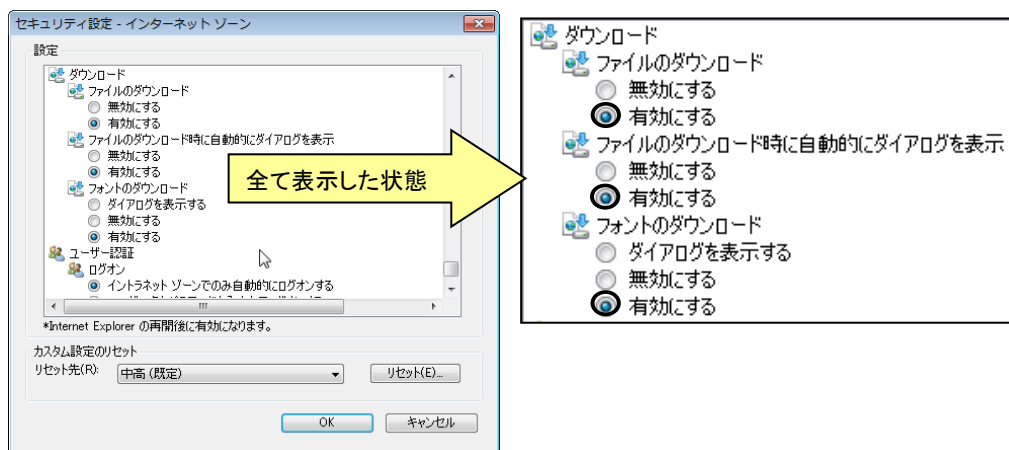 セキュリティ設定 - インターネット ゾーン
設定
ダウンロード
ファイルのダウンロード
無効にする
有効にする
ファイルのダウンロード時に自動的にダイアログを表示
無効にする
有効にする
フォントのダウンロード
ダイアログを表示する
無効にする
有効にする
ユーザー認証
ログオン
イントラネット ゾーンでのみ自動的にログオンする
*Internet Explorer の再開後に有効になります。
カスタム設定のリセット
リセット先(R):
中高 (既定)
リセット(E)...
OK
キャンセル
全て表示した状態
ダウンロード
ファイルのダウンロード
無効にする
有効にする
ファイルのダウンロード時に自動的にダイアログを表示
無効にする
有効にする
フォントのダウンロード
ダイアログを表示する
無効にする
有効にする